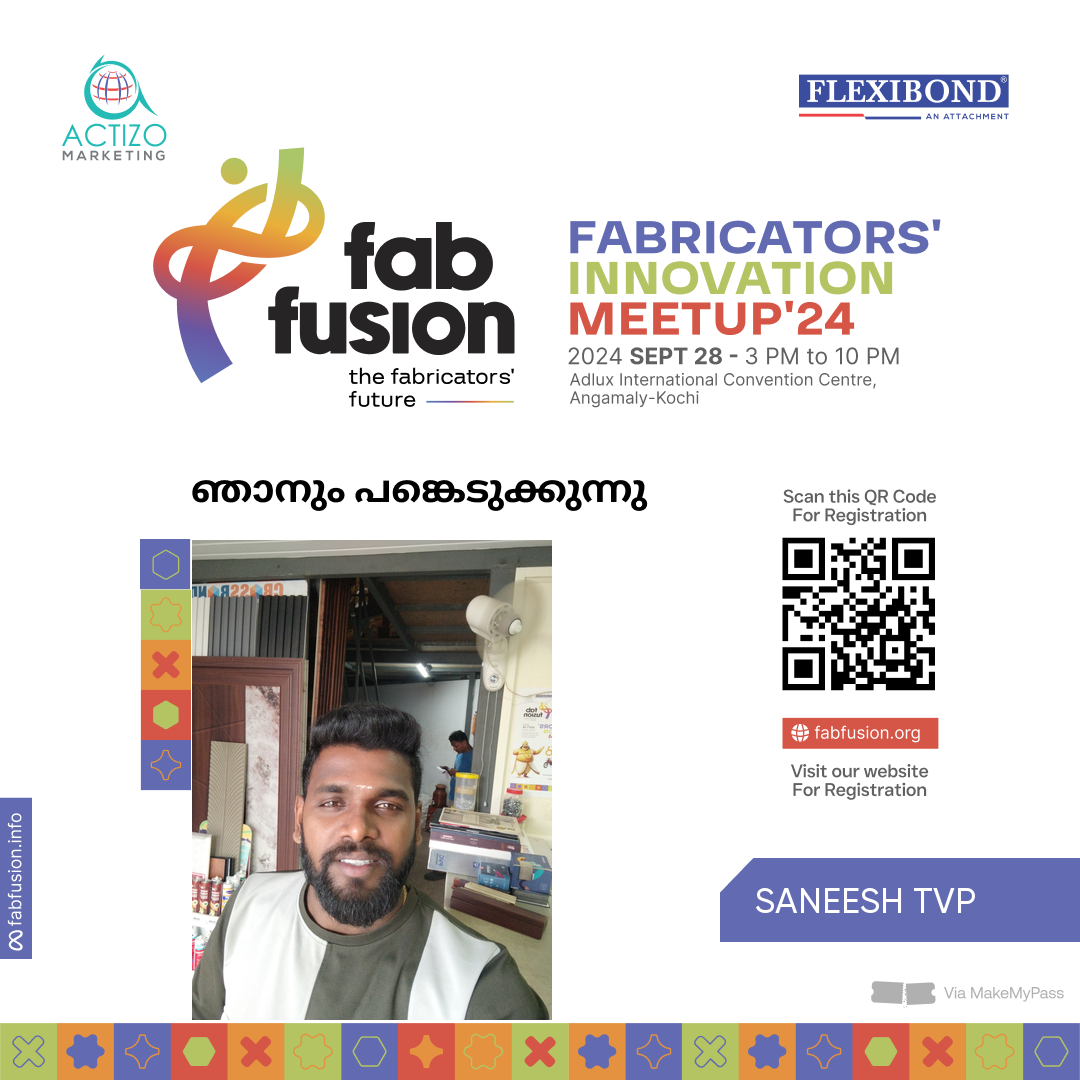 ACTIZO
MARKETING
FLEXIBOND®
AN ATTACHMENT
fab
fusion
the fabricators'
future
FABRICATORS'
INNOVATION
MEETUP'24
2024 SEPT 28 - 3 PM to 10 PM
Adlux International Convention Centre,
Angamaly-Kochi
ഞാനും പങ്കെടുക്കുന്നു
Scan this QR Code
For Registration
fabfusion.org
Visit our website
For Registration
fabfusion.info
SANEESH TVP
Via MakeMyPass